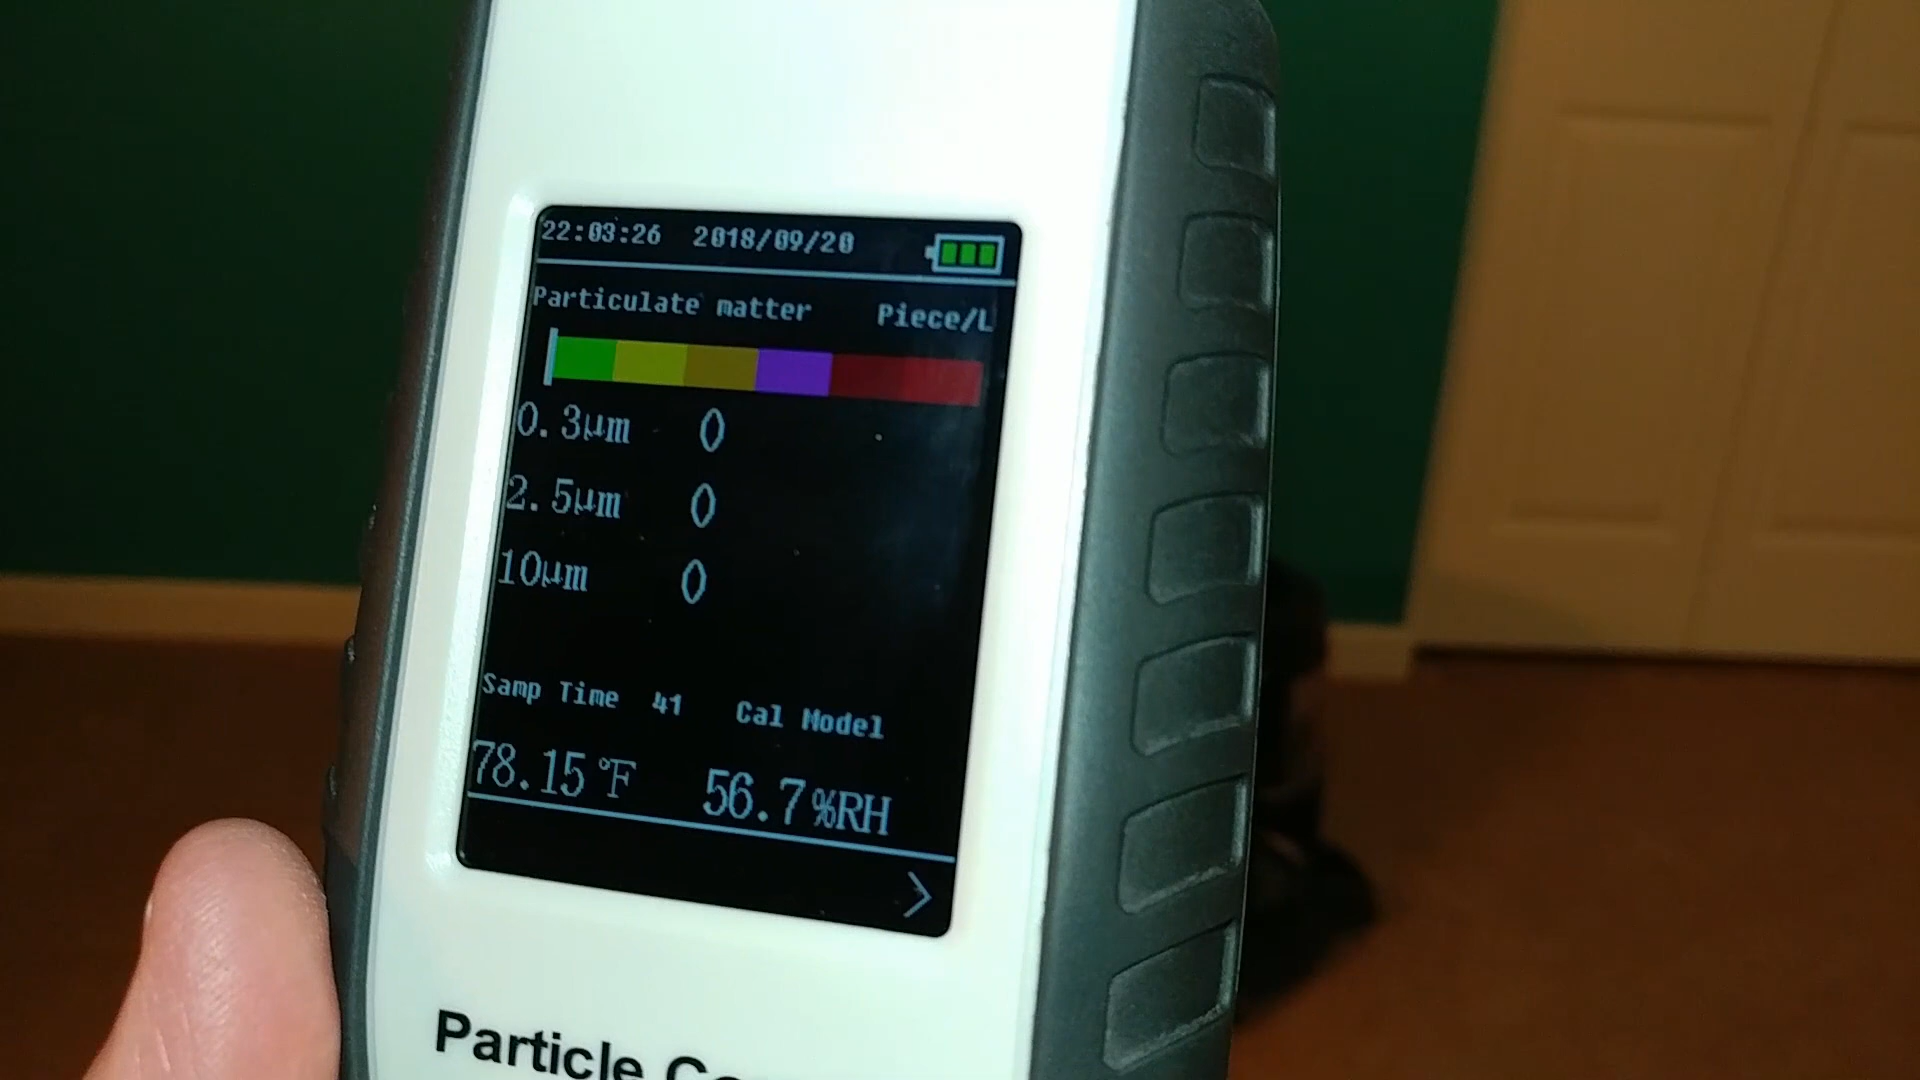 22:03:26 2018/09/20
Particulate matter Piece/L
0.3μm 0
2.5μm 0
10μm 0
Samp Time 41 Cal Model
78.15℉ 56.7%RH
>
Particle